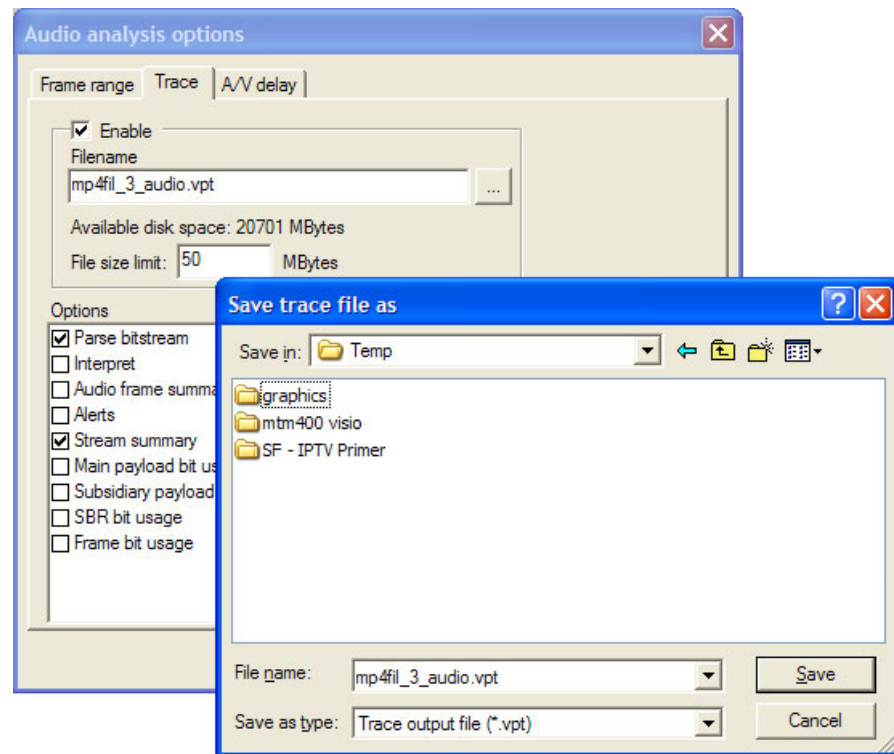 Audio analysis options
Frame range Trace A/V delay
Enable
Filename
mp4fil_3_audio.vpt ...
Available disk space: 20701 MBytes
File size limit: 50 MBytes
Options
Parse bitstream
Interpret
Audio frame summa
Alerts
Stream summary
Main payload bit us
Subsidiary payload
SBR bit usage
Frame bit usage
Save trace file as
Save in: Temp
graphics
mtm400 visio
SF - IPTV Primer
File name: mp4fil_3_audio.vpt Save
Save as type: Trace output file (*.vpt) Cancel